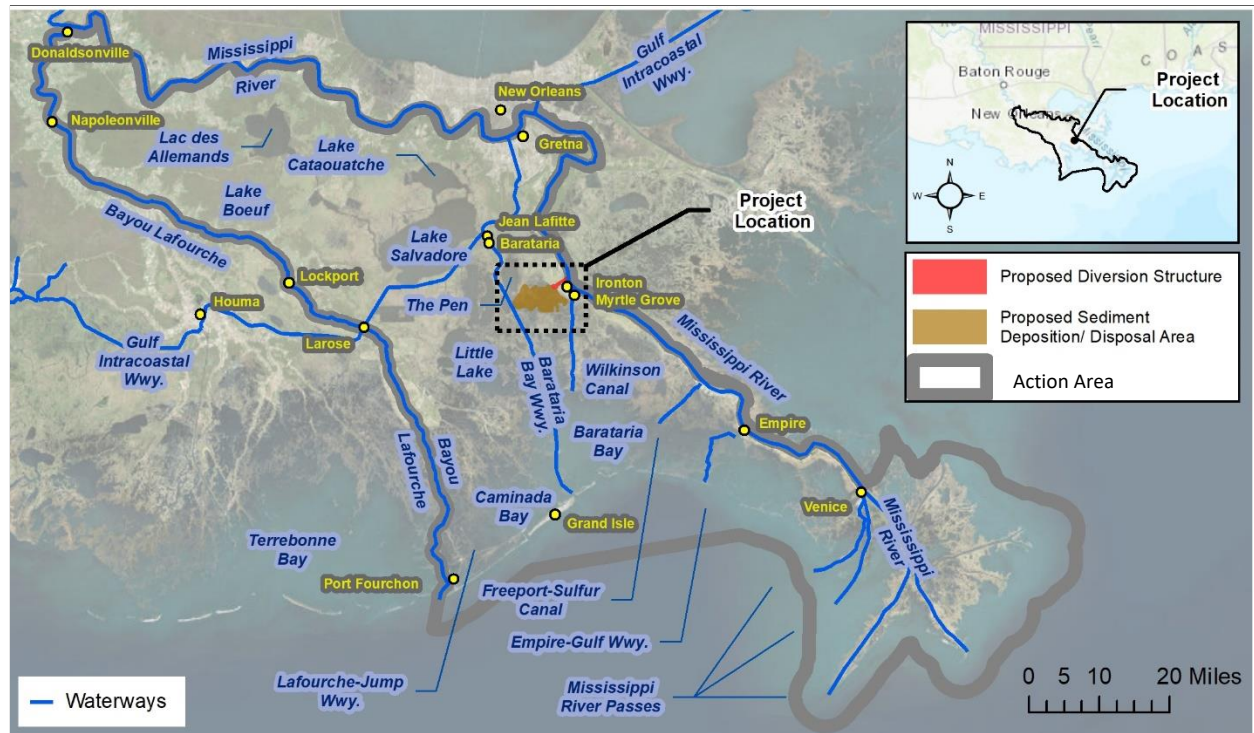 Donaldsonville
Mississippi
River
Napoleonville
Lac des
Allemands
Lake
Cataouatche
New Orleans
Gretna
Gulf
Intracoastal
Wwy.
Lake
Boeuf
Bayou Lafourche
Lake
Salvadore
Jean Lafitte
Barataria
Project
Location
Lockport
Houma
Larose
The Pen
Ironton
Myrtle Grove
Gulf
Intracoastal
Wwy.
Little
Lake
Barataria
Bay Wwy.
Wilkinson
Canal
Mississippi River
Barataria
Bay
Empire
Bayou
Lafourche
Caminada
Bay
Grand Isle
Venice
Mississippi
River
Terrebonne
Bay
Port Fourchon
Freeport-Sulfur
Canal
Empire-Gulf Wwy.
Lafourche-Jump
Wwy.
Mississippi
River Passes
Waterways
MISSISSIPPI
COAS
Baton Rouge
New Orleans
Mississippi
Project
Location
N
W
E
S
Proposed Diversion Structure
Proposed Sediment
Deposition/ Disposal Area
Action Area
0 5 10 20 Miles